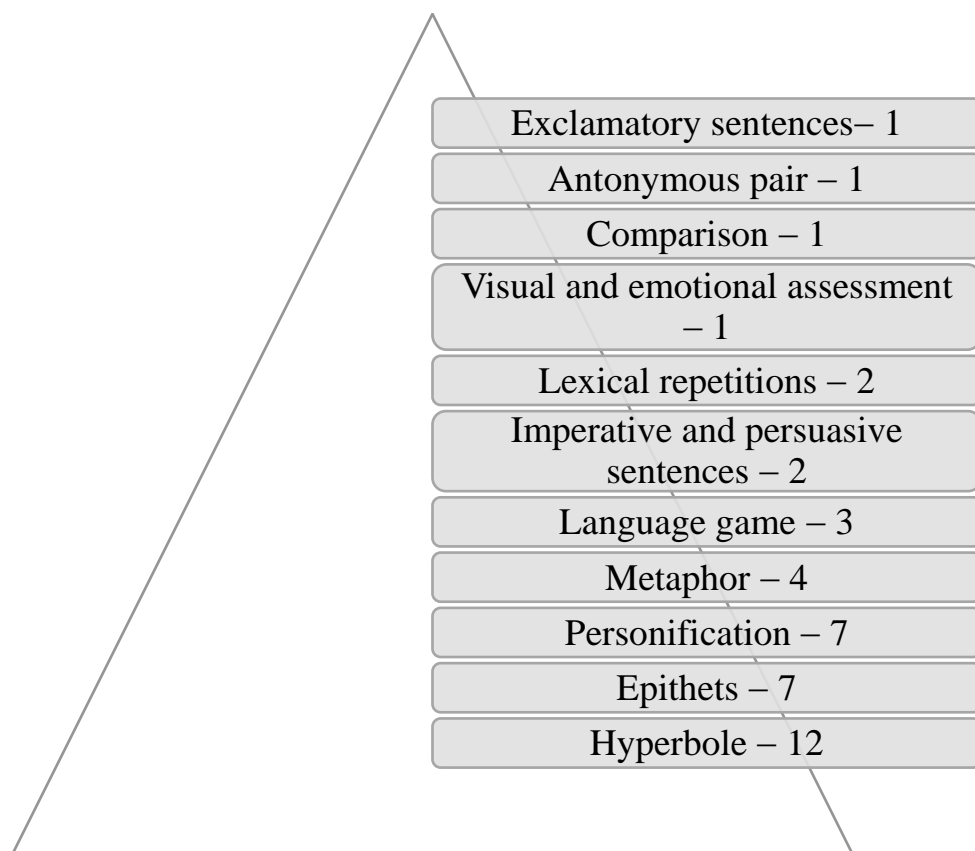 Exclamatory sentences– 1
Antonymous pair – 1
Comparison – 1
Visual and emotional assessment
– 1
Lexical repetitions – 2
Imperative and persuasive
sentences – 2
Language game – 3
Metaphor – 4
Personification – 7
Epithets – 7
Hyperbole – 12